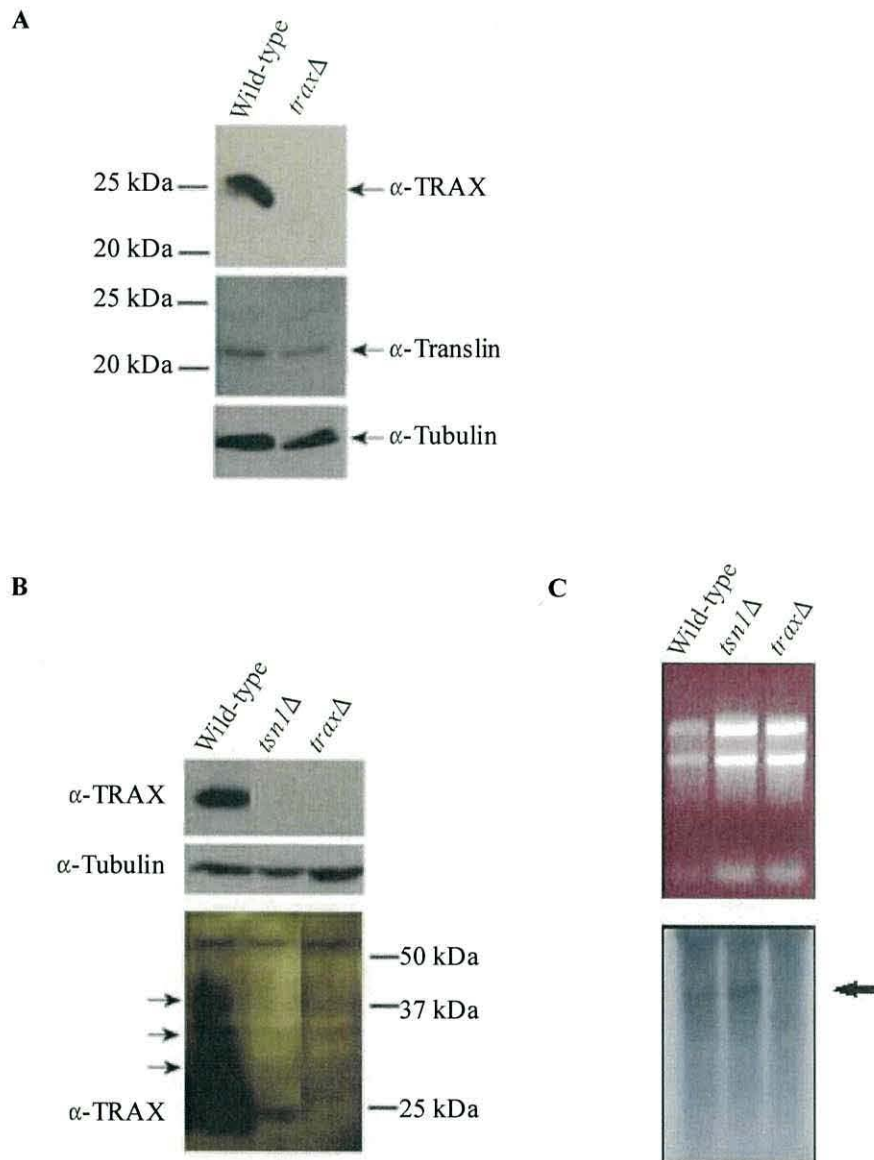 A
Wild-type traxΔ
25 kDa
α-TRAX
20 kDa
25 kDa
α-Translin
20 kDa
α-Tubulin
B
Wild-type tsn1Δ traxΔ
α-TRAX
α-Tubulin
50 kDa
37 kDa
α-TRAX
25 kDa
C
Wild-type tsn1Δ traxΔ